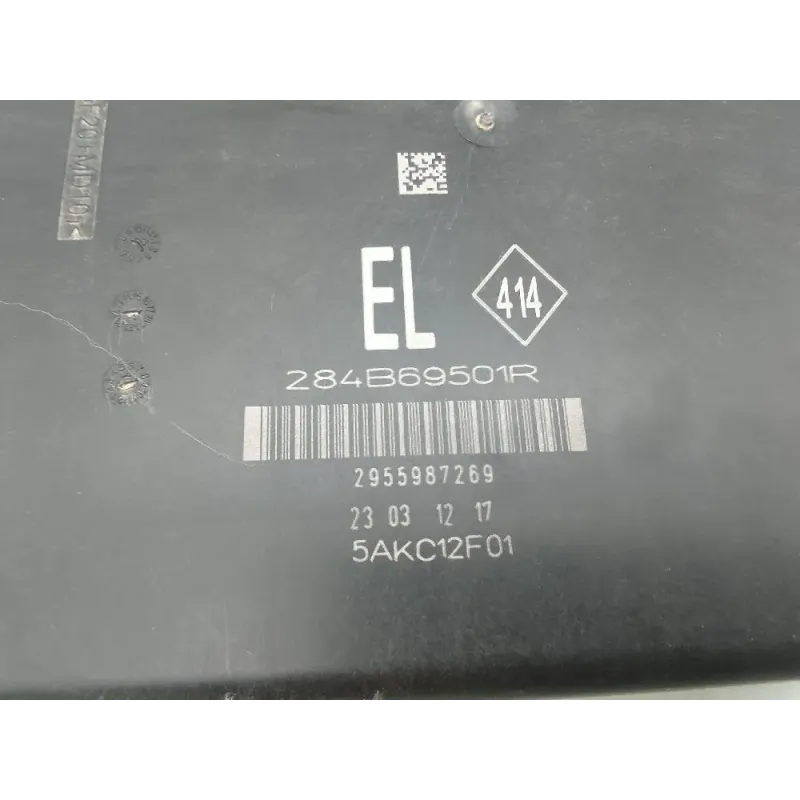 EL 414
284B69501R
2955987269
23 03 12 17
5AKC12F01